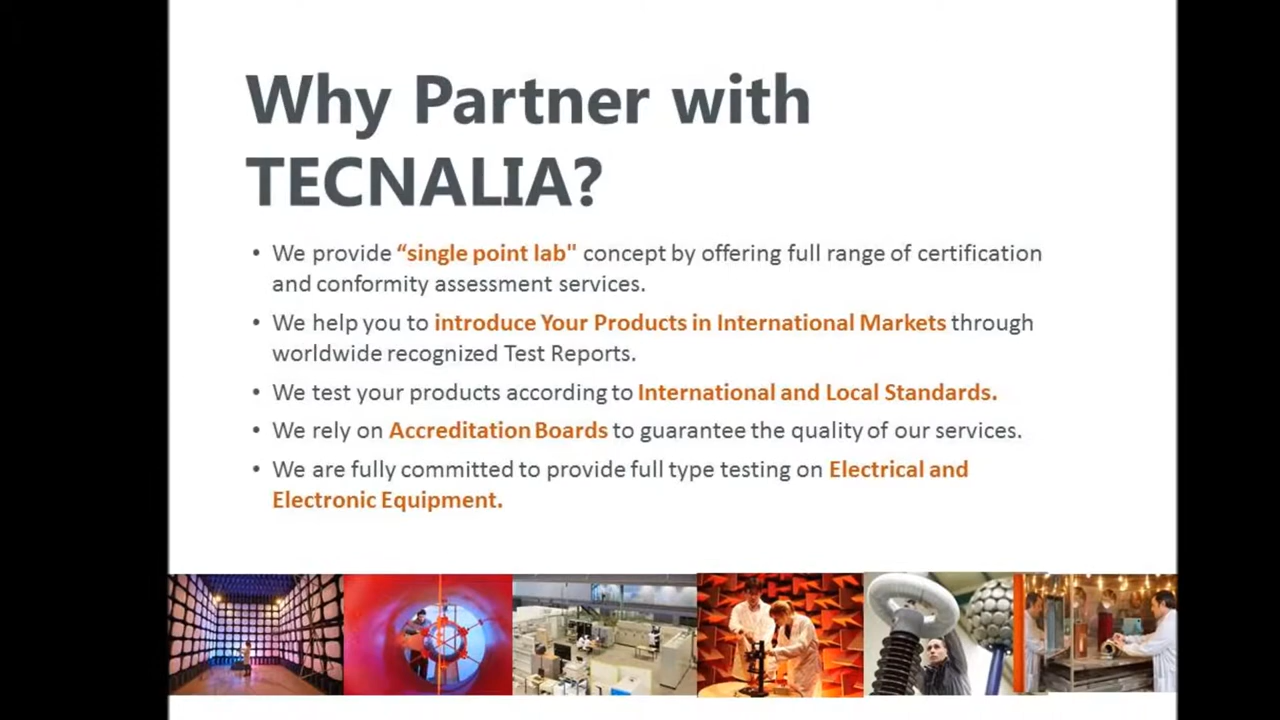 Why Partner with
TECNALIA?
• We provide “single point lab" concept by offering full range of certification
and conformity assessment services.
• We help you to introduce Your Products in International Markets through
worldwide recognized Test Reports.
• We test your products according to International and Local Standards.
• We rely on Accreditation Boards to guarantee the quality of our services.
• We are fully committed to provide full type testing on Electrical and
Electronic Equipment.